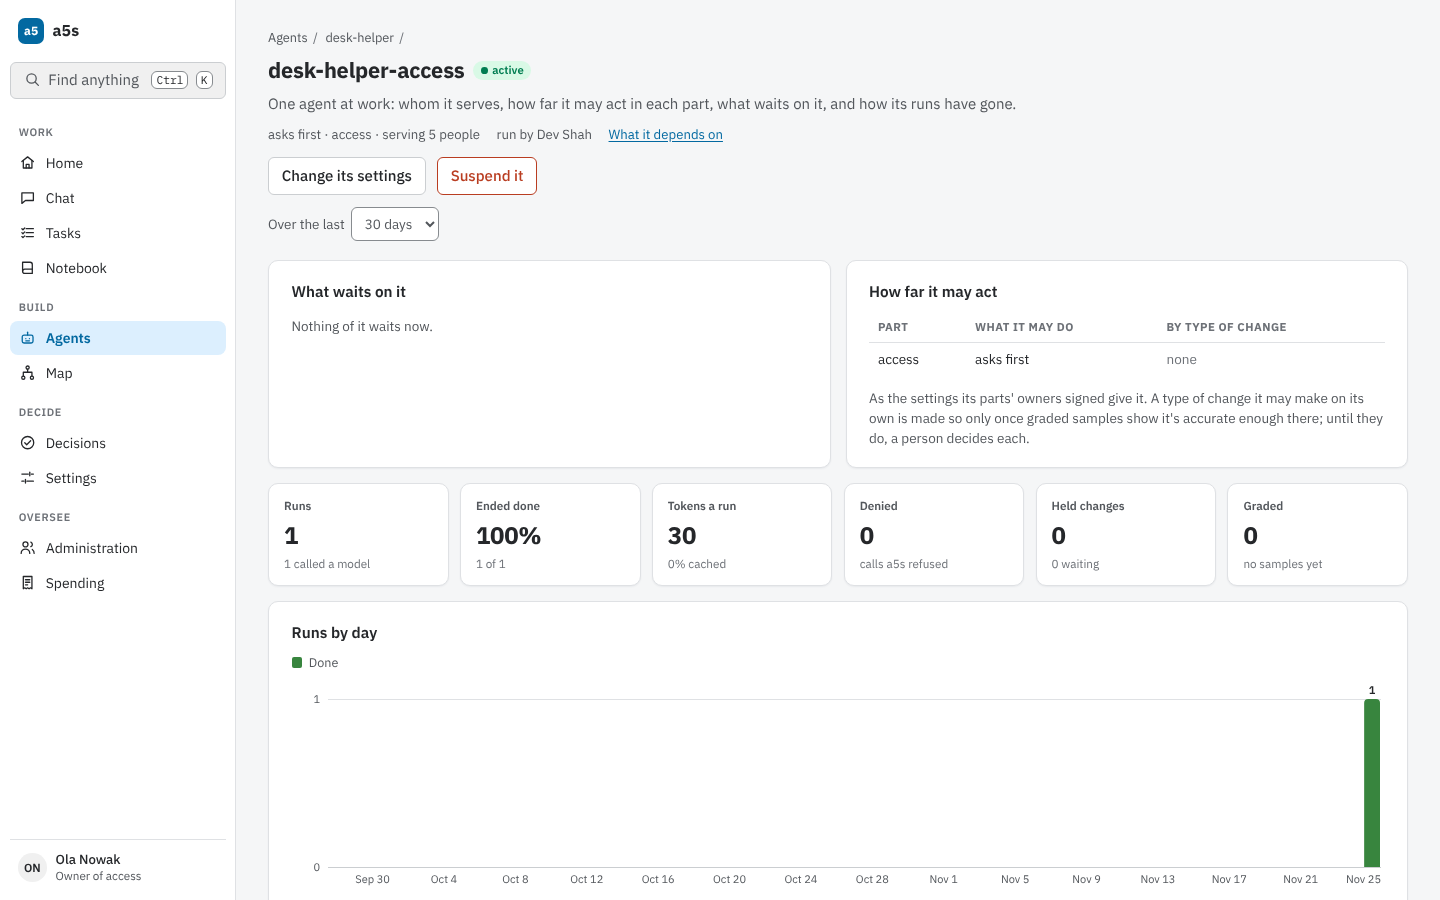 a5 a5s
Find anything Ctrl K
WORK
Home
Chat
Tasks
Notebook
BUILD
Agents
Map
DECIDE
Decisions
Settings
OVERSEE
Administration
Spending
ON Ola Nowak
Owner of access
Agents / desk-helper /
desk-helper-access active
One agent at work: whom it serves, how far it may act in each part, what waits on it, and how its runs have gone.
asks first · access · serving 5 people run by Dev Shah What it depends on
Change its settings Suspend it
Over the last 30 days
What waits on it
Nothing of it waits now.
How far it may act
PART WHAT IT MAY DO BY TYPE OF CHANGE
access asks first none
As the settings its parts' owners signed give it. A type of change it may make on its
own is made so only once graded samples show it's accurate enough there; until they
do, a person decides each.
Runs
1
1 called a model
Ended done
100%
1 of 1
Tokens a run
30
0% cached
Denied
0
calls a5s refused
Held changes
0
0 waiting
Graded
0
no samples yet
Runs by day
Done
1
1
0
Sep 30 Oct 4 Oct 8 Oct 12 Oct 16 Oct 20 Oct 24 Oct 28 Nov 1 Nov 5 Nov 9 Nov 13 Nov 17 Nov 21 Nov 25